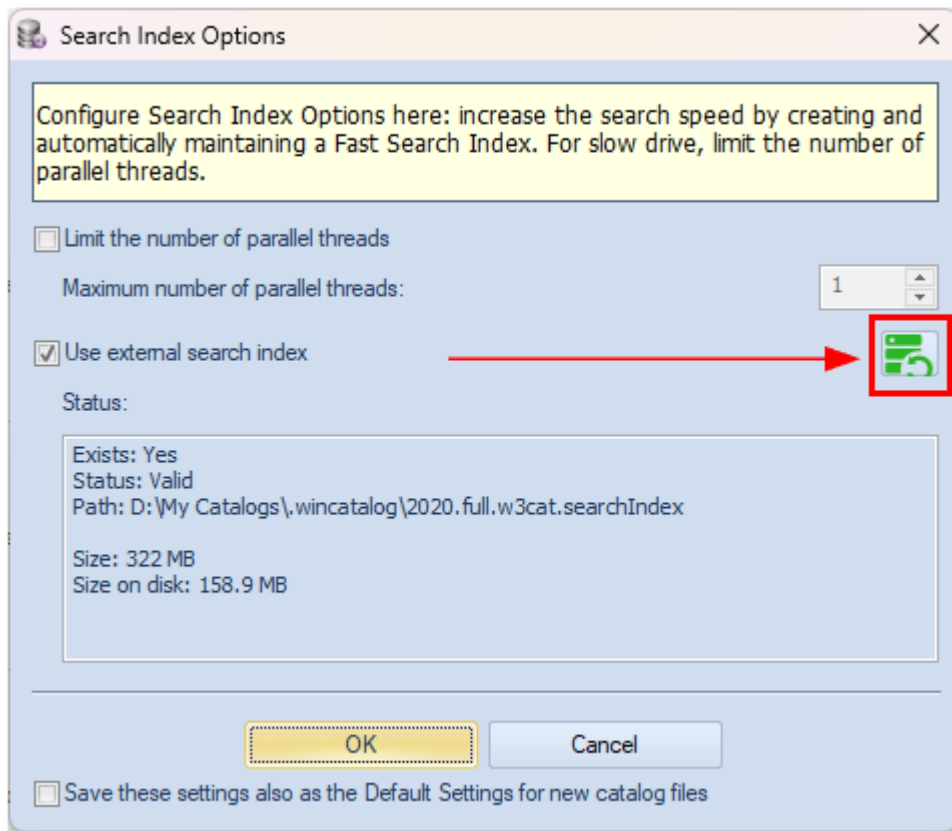 Search Index Options
Configure Search Index Options here: increase the search speed by creating and
automatically maintaining a Fast Search Index. For slow drive, limit the number of
parallel threads.
Limit the number of parallel threads
Maximum number of parallel threads:
1
Use external search index
Status:
Exists: Yes
Status: Valid
Path: D:\My Catalogs\.wincatalog\2020.full.w3cat.searchIndex
Size: 322 MB
Size on disk: 158.9 MB
OK
Cancel
Save these settings also as the Default Settings for new catalog files